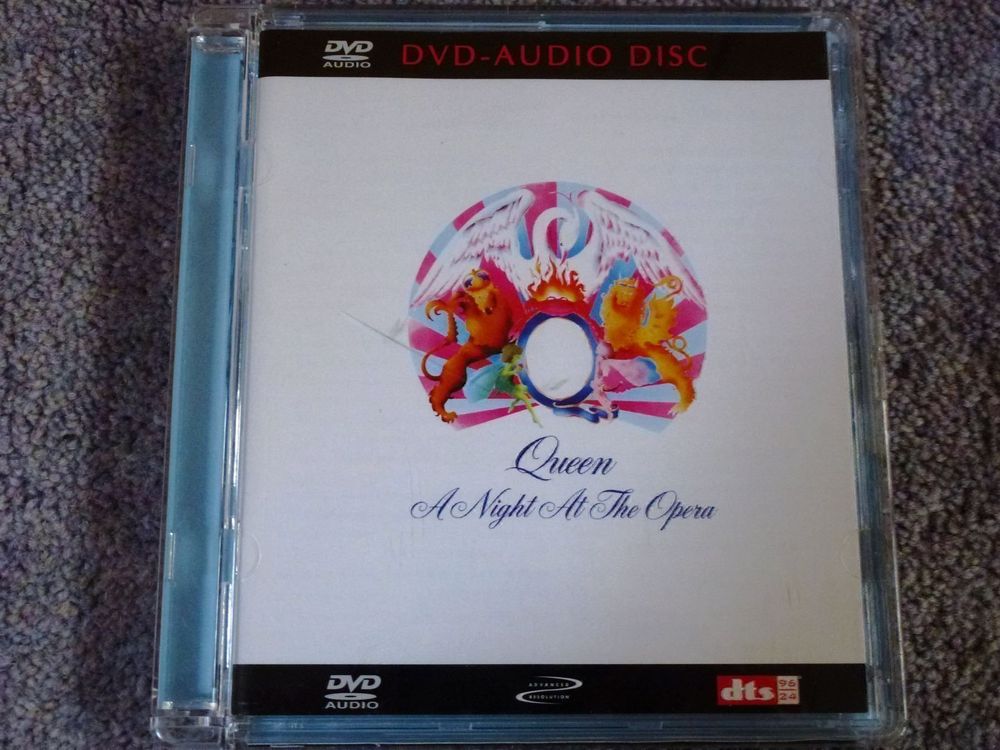 DVD AUDIO
DVD-AUDIO DISC
Queen
A Night At The Opera
DVD AUDIO
ADVANCED RESOLUTION
dts 96 24